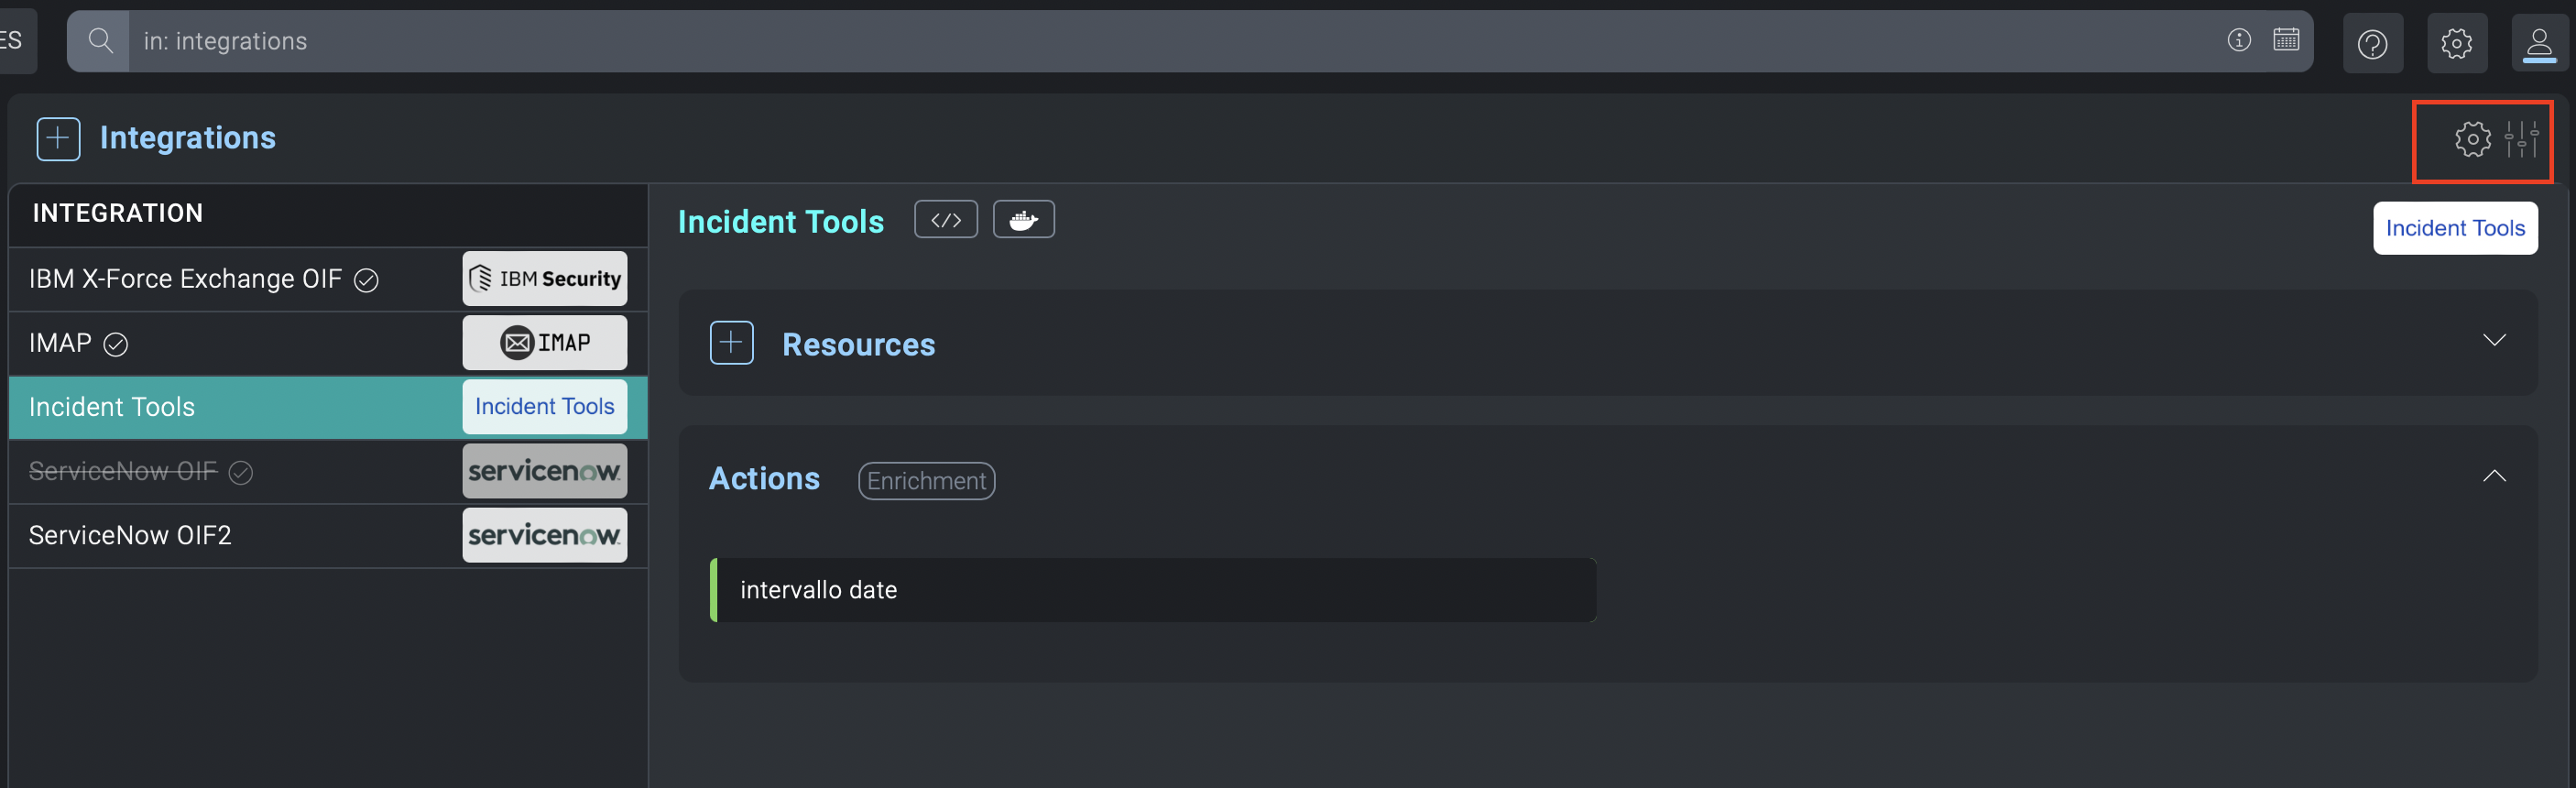 ES
in: integrations
Integrations
INTEGRATION
IBM X-Force Exchange OIF
IBM Security
IMAP
IMAP
Incident Tools
Incident Tools
ServiceNow OIF
servicenow
ServiceNow OIF2
servicenow
Incident Tools
</>
Incident Tools
Resources
Actions
Enrichment
intervallo date